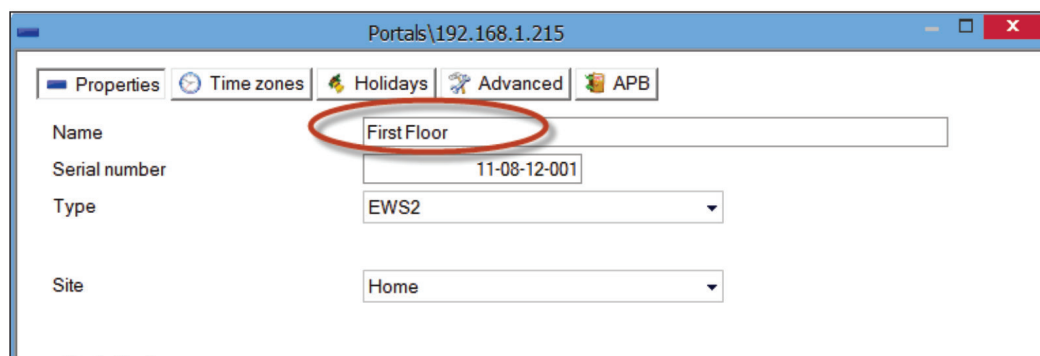 Portals\192.168.1.215
Properties Time zones Holidays Advanced APB
Name First Floor
Serial number 11-08-12-001
Type EWS2
Site Home